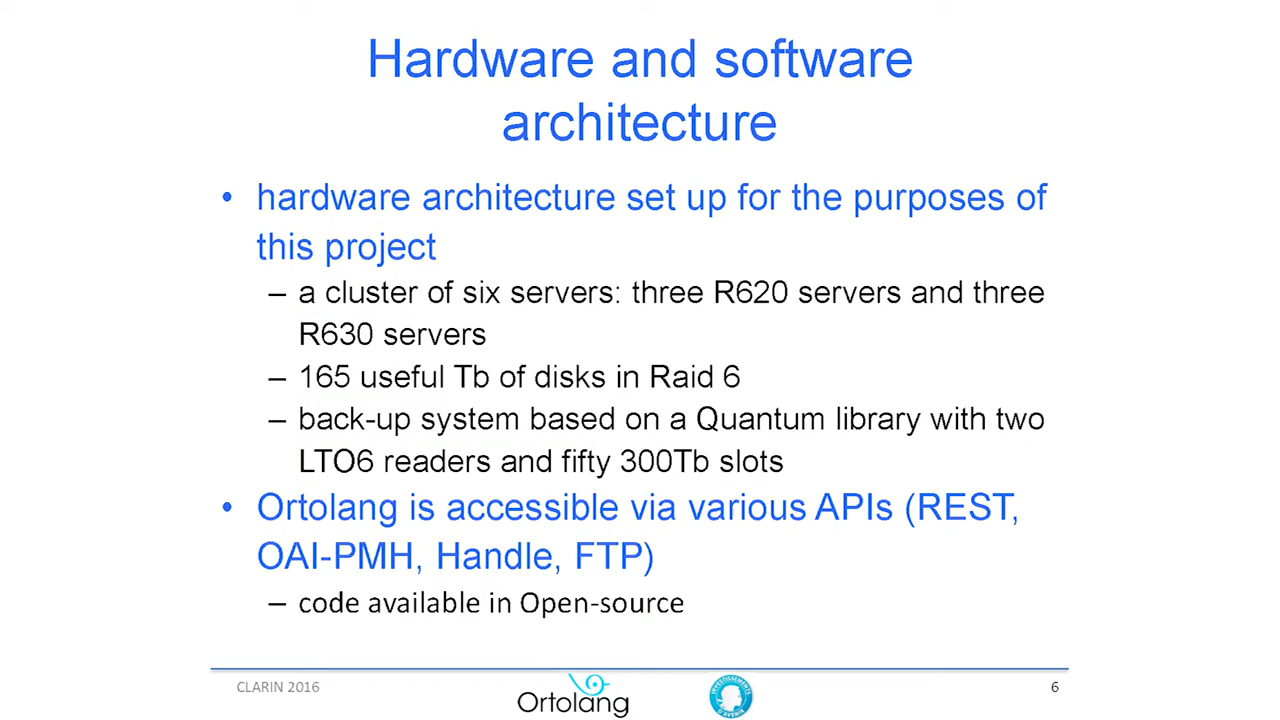 Hardware and software
architecture
• hardware architecture set up for the purposes of
this project
– a cluster of six servers: three R620 servers and three
R630 servers
– 165 useful Tb of disks in Raid 6
– back-up system based on a Quantum library with two
LTO6 readers and fifty 300Tb slots
• Ortolang is accessible via various APIs (REST,
OAI-PMH, Handle, FTP)
– code available in Open-source
CLARIN 2016
Ortolang
INVESTISSEMENTS
D'AVENIR
6